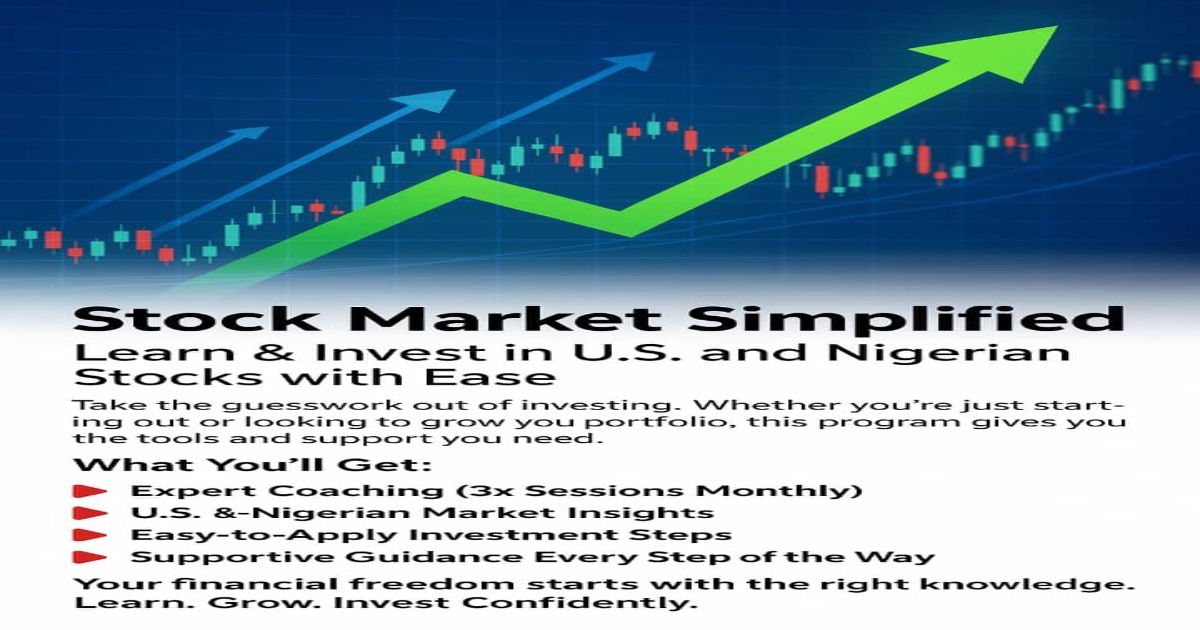 Stock Market Simplified
Learn & Invest in U.S. and Nigerian
Stocks with Ease
Take the guesswork out of investing. Whether you're just start-
ing out or looking to grow you portfolio, this program gives you
the tools and support you need.
What You'll Get:
Expert Coaching (3x Sessions Monthly)
U.S. &-Nigerian Market Insights
Easy-to-Apply Investment Steps
Supportive Guidance Every Step of the Way
Your financial freedom starts with the right knowledge.
Learn. Grow. Invest Confidently.